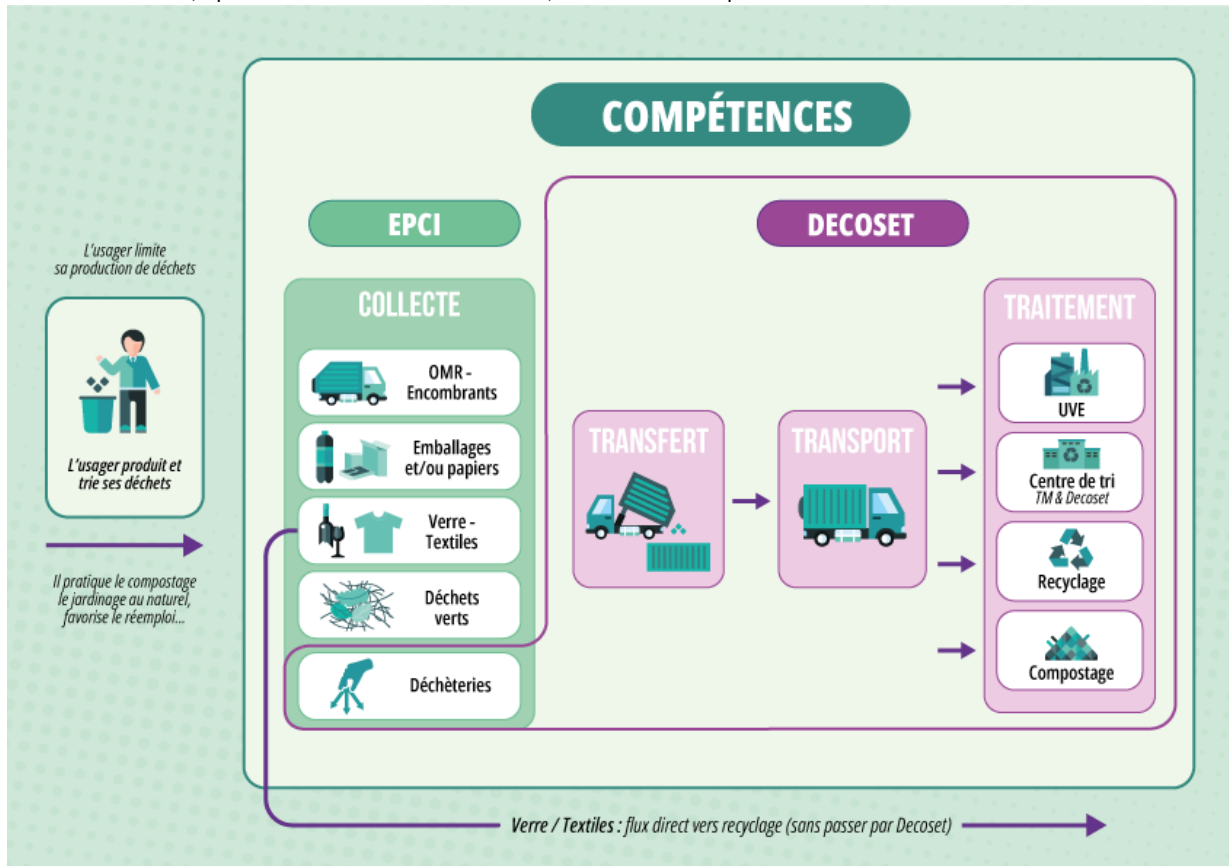 COMPÉTENCES
EPCI
DECOSET
L'usager limite
sa production de déchets
L'usager produit et
trie ses déchets
Il pratique le compostage
le jardinage au naturel,
favorise le réemploi...
COLLECTE
OMR -
Encombrants
Emballages
et/ou papiers
Verre -
Textiles
Déchets
verts
Déchèteries
TRANSFERT
TRANSPORT
TRAITEMENT
UVE
Centre de tri
TM & Decoset
Recyclage
Compostage
Verre / Textiles : flux direct vers recyclage (sans passer par Decoset)